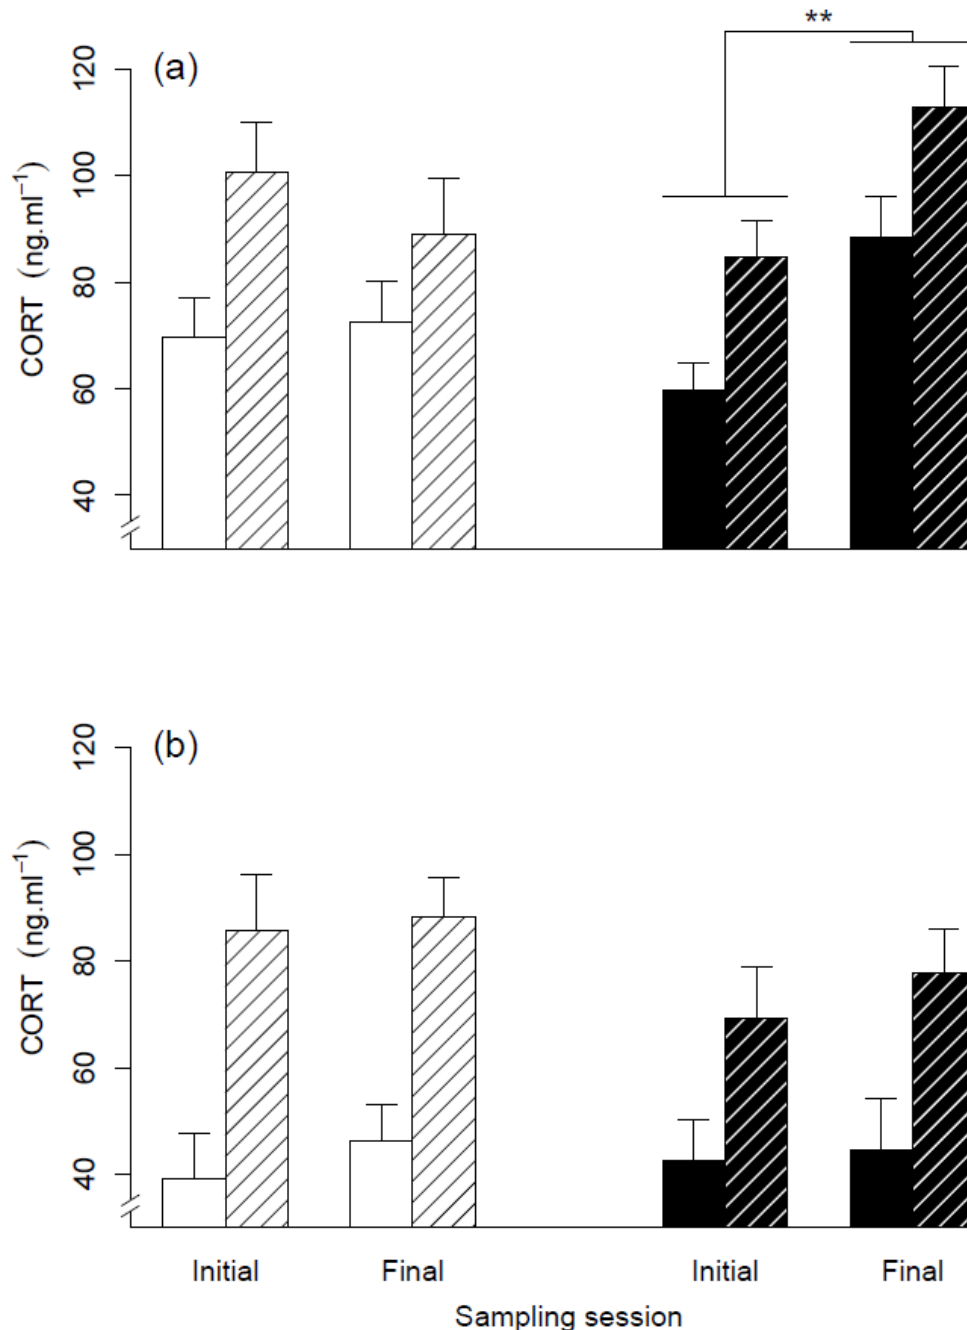 **
(a)
120
100
80
60
40
CORT (ng.ml⁻¹)
(b)
120
100
80
60
40
CORT (ng.ml⁻¹)
Initial Final Initial Final
Sampling session